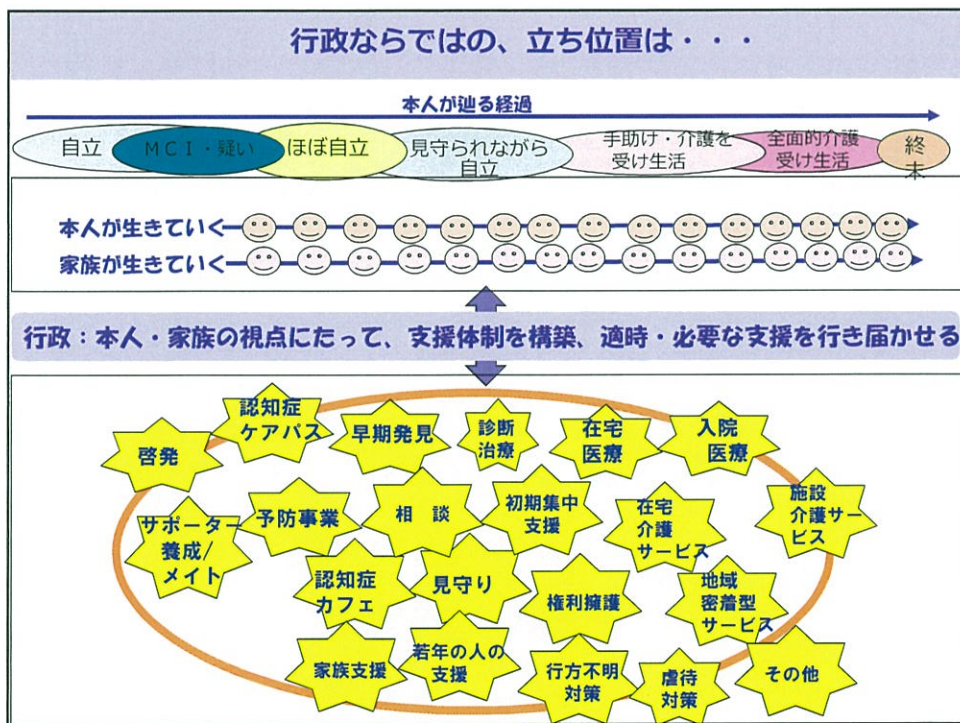 行政ならではの、立ち位置は・・・
本人が辿る経過
自立
ＭＣＩ・疑い
ほぼ自立
見守られながら
自立
手助け・介護を
受け生活
全面的介護
受け生活
終
末
本人が生きていく
家族が生きていく
行政：本人・家族の視点にたって、支援体制を構築、適時・必要な支援を行き届かせる
啓発
認知症
ケアパス
早期発見
診断
治療
在宅
医療
入院
医療
サポーター
養成/
メイト
予防事業
相　談
初期集中
支援
在宅
介護
サービス
施設
介護サー
ビス
認知症
カフェ
見守り
権利擁護
地域
密着型
サービス
家族支援
若年の人の
支援
行方不明
対策
虐待
対策
その他